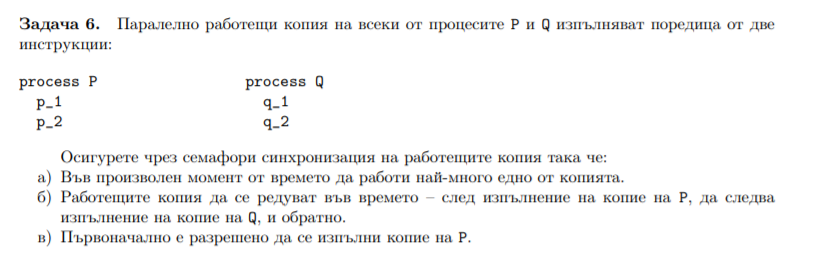 Задача 6. Паралелно работещи копия на всеки от процесите P и Q изпълняват поредица от две
инструкции:
process P process Q
p_1 q_1
p_2 q_2
Осигурете чрез семафори синхронизация на работещите копия така че:
а) Във произволен момент от времето да работи най-много едно от копията.
б) Работещите копия да се редуват във времето – след изпълнение на копие на P, да следва
изпълнение на копие на Q, и обратно.
в) Първоначално е разрешено да се изпълни копие на P.